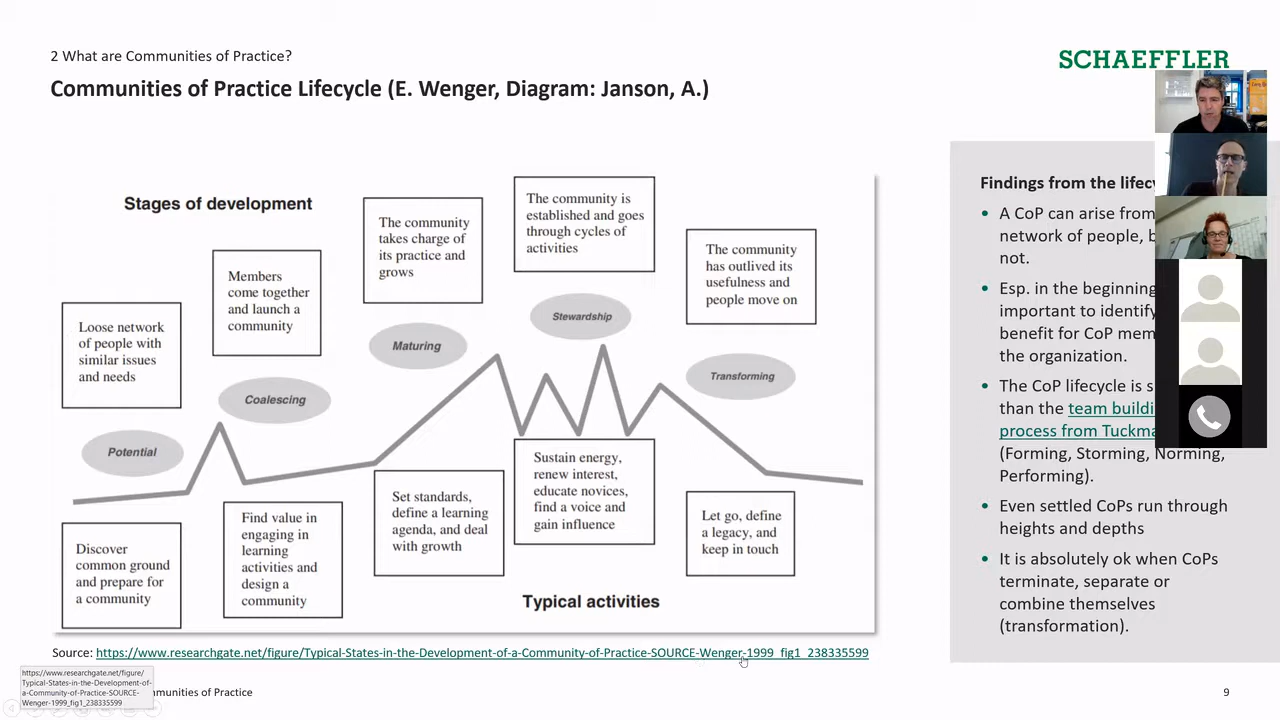 2 What are Communities of Practice?
SCHAEFFLER
Communities of Practice Lifecycle (E. Wenger, Diagram: Janson, A.)
Stages of development
Loose network
of people with
similar issues
and needs
Members
come together
and launch a
community
The community
takes charge of
its practice and
grows
The community is
established and goes
through cycles of
activities
The community
has outlived its
usefulness and
people move on
Potential
Coalescing
Maturing
Stewardship
Transforming
Discover
common ground
and prepare for
a community
Find value in
engaging in
learning
activities and
design a
community
Set standards,
define a learning
agenda, and deal
with growth
Sustain energy,
renew interest,
educate novices,
find a voice and
gain influence
Let go, define
a legacy, and
keep in touch
Typical activities
Source: https://www.researchgate.net/figure/Typical-States-in-the-Development-of-a-Community-of-Practice-SOURCE-Wenger-1999_fig1_238335599
Findings from the
• A CoP can arise from
network of people,
not.
• Esp. in the beginning
important to identify
benefit for CoP
the organization.
• The CoP lifecycle is
than the team
process from
(Forming, Storming, Norming,
Performing).
• Even settled CoPs run through
heights and depths
• It is absolutely ok when CoPs
terminate, separate or
combine themselves
(transformation).
https://www.researchgate.net/figure/
Typical-States-in-the-Development-of-
a-Community-of-Practice-SOURCE-
Wenger-1999_fig1_238335599
of Practice
9